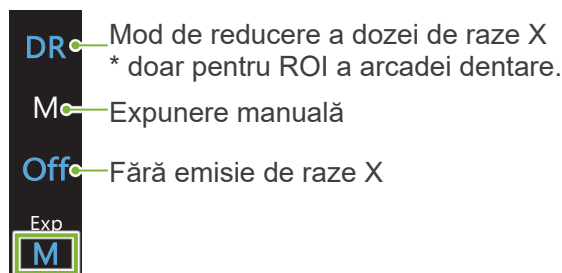 DR Mod de reducere a dozei de raze X
* doar pentru ROI a arcadei dentare.
M Expunere manuală
Off Fără emisie de raze X
Exp
M